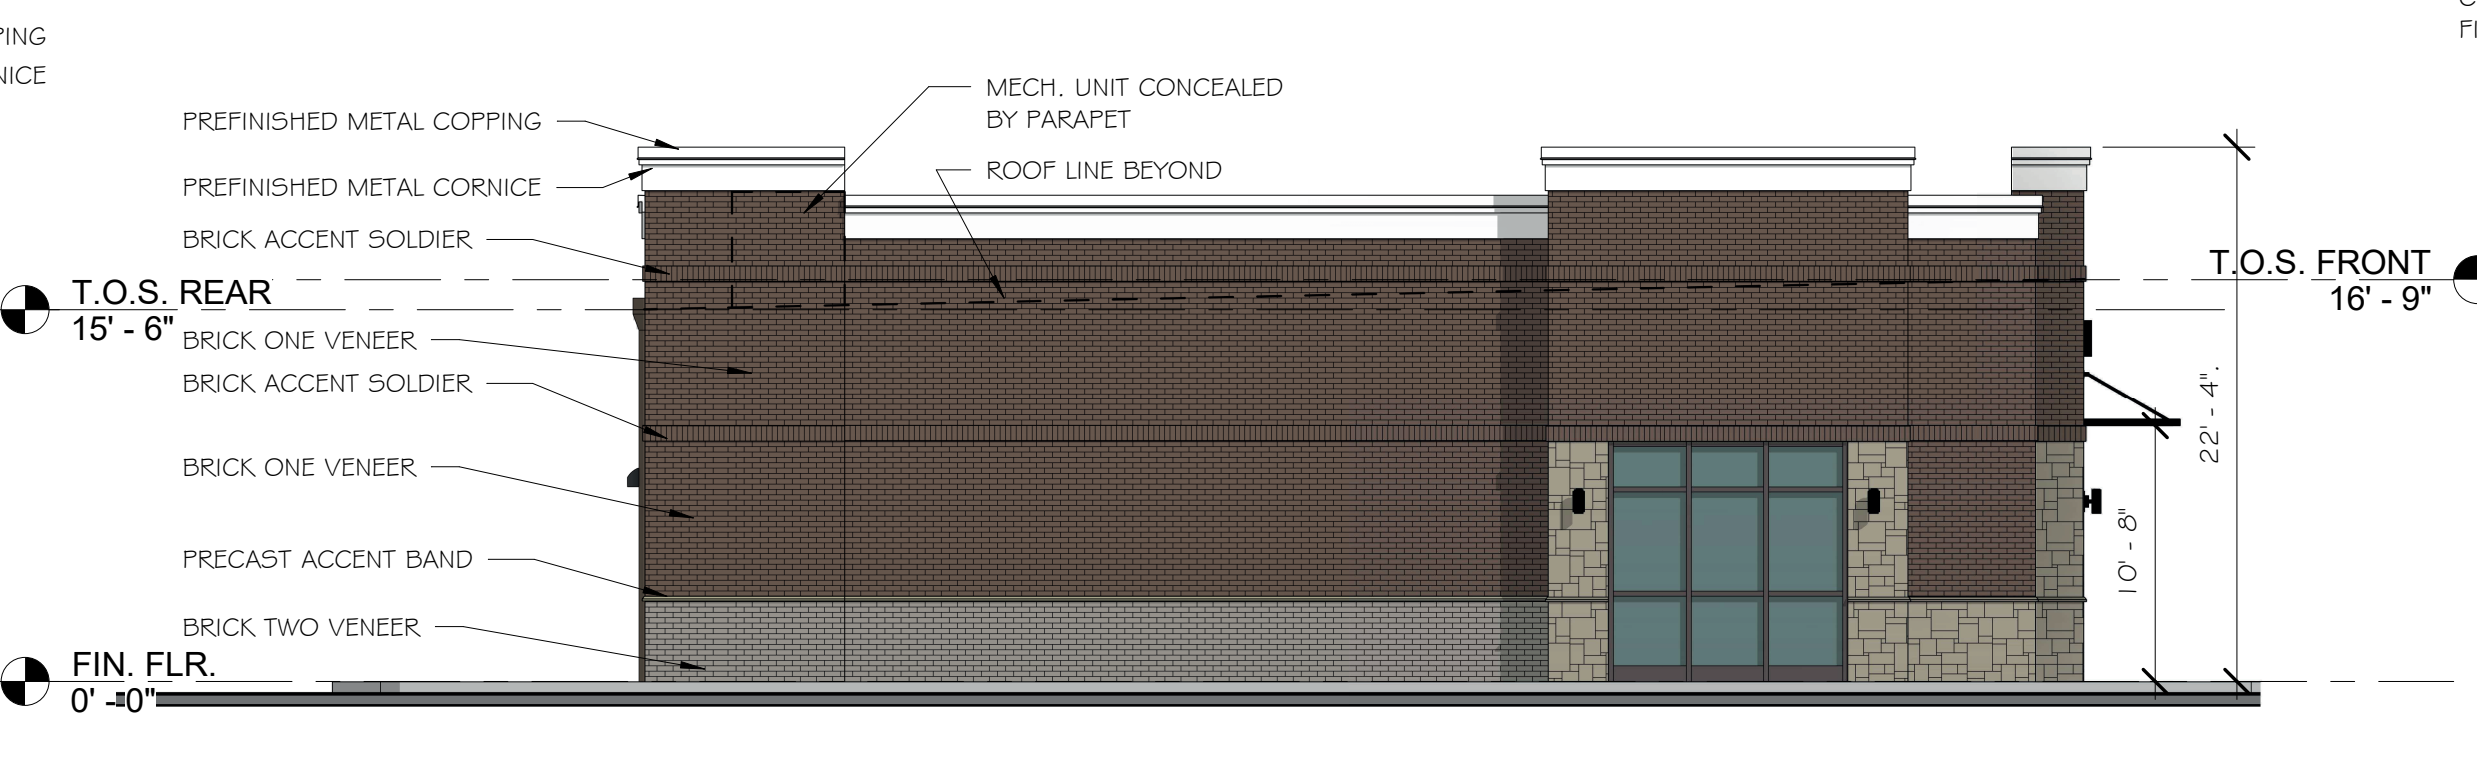 PING
NICE
C
FI
MECH. UNIT CONCEALED
BY PARAPET
PREFINISHED METAL COPPING
ROOF LINE BEYOND
PREFINISHED METAL CORNICE
BRICK ACCENT SOLDIER
T.O.S. REAR
15' - 6"
T.O.S. FRONT
16' - 9"
BRICK ONE VENEER
BRICK ACCENT SOLDIER
22' - 4".
BRICK ONE VENEER
10' - 8"
PRECAST ACCENT BAND
BRICK TWO VENEER
FIN. FLR.
0' - 0"